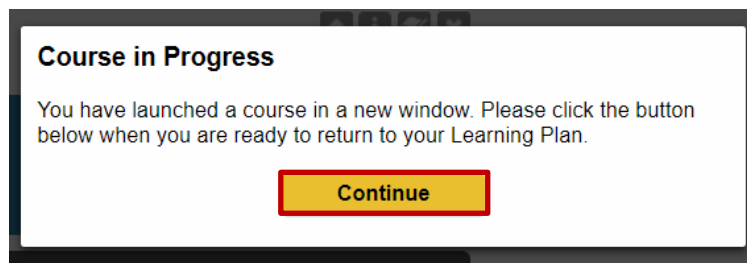 Course in Progress
You have launched a course in a new window. Please click the button
below when you are ready to return to your Learning Plan.
Continue